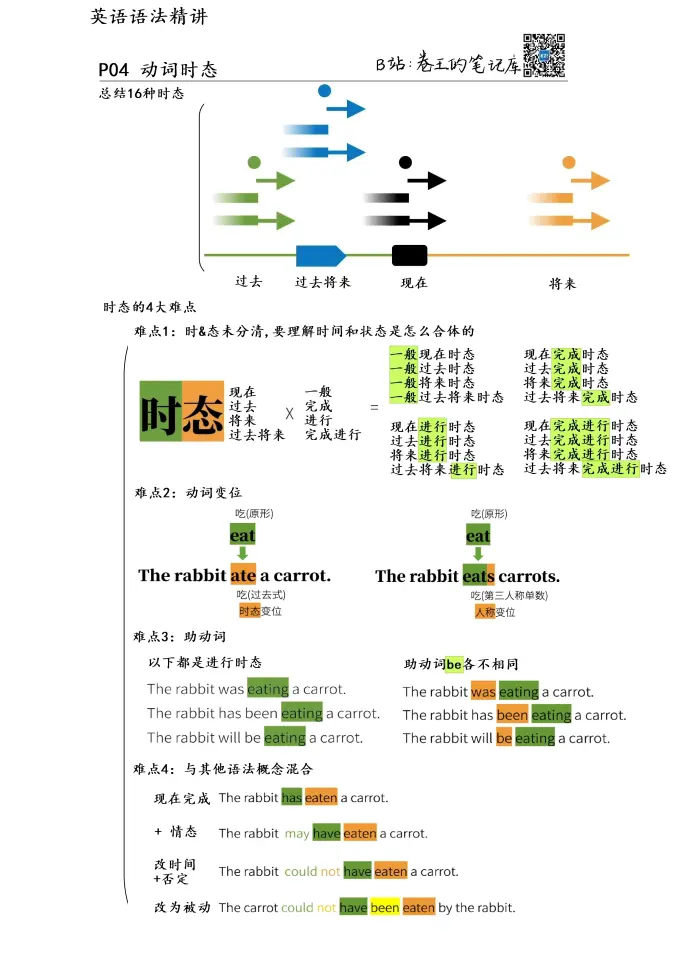 英语语法精讲
P04 动词时态
B站:卷王的笔记库
总结16种时态
过去 过去将来 现在 将来
时态的4大难点
难点1: 时&态未分清,要理解时间和状态是怎么合体的
时态
现在
过去
将来
过去将来
X
一般
完成
进行
完成进行
=
一般现在时态
一般过去时态
一般将来时态
一般过去将来时态
现在完成时态
过去完成时态
将来完成时态
过去将来完成时态
现在进行时态
过去进行时态
将来进行时态
过去将来进行时态
现在完成进行时态
过去完成进行时态
将来完成进行时态
过去将来完成进行时态
难点2: 动词变位
吃(原形)
eat
The rabbit ate a carrot.
吃(过去式)
时态变位
吃(原形)
eat
The rabbit eats carrots.
吃(第三人称单数)
人称变位
难点3: 助动词
以下都是进行时态
The rabbit was eating a carrot.
The rabbit has been eating a carrot.
The rabbit will be eating a carrot.
助动词be各不相同
The rabbit was eating a carrot.
The rabbit has been eating a carrot.
The rabbit will be eating a carrot.
难点4: 与其他语法概念混合
现在完成 The rabbit has eaten a carrot.
+ 情态 The rabbit may have eaten a carrot.
改时间
+否定 The rabbit could not have eaten a carrot.
改为被动 The carrot could not have been eaten by the rabbit.